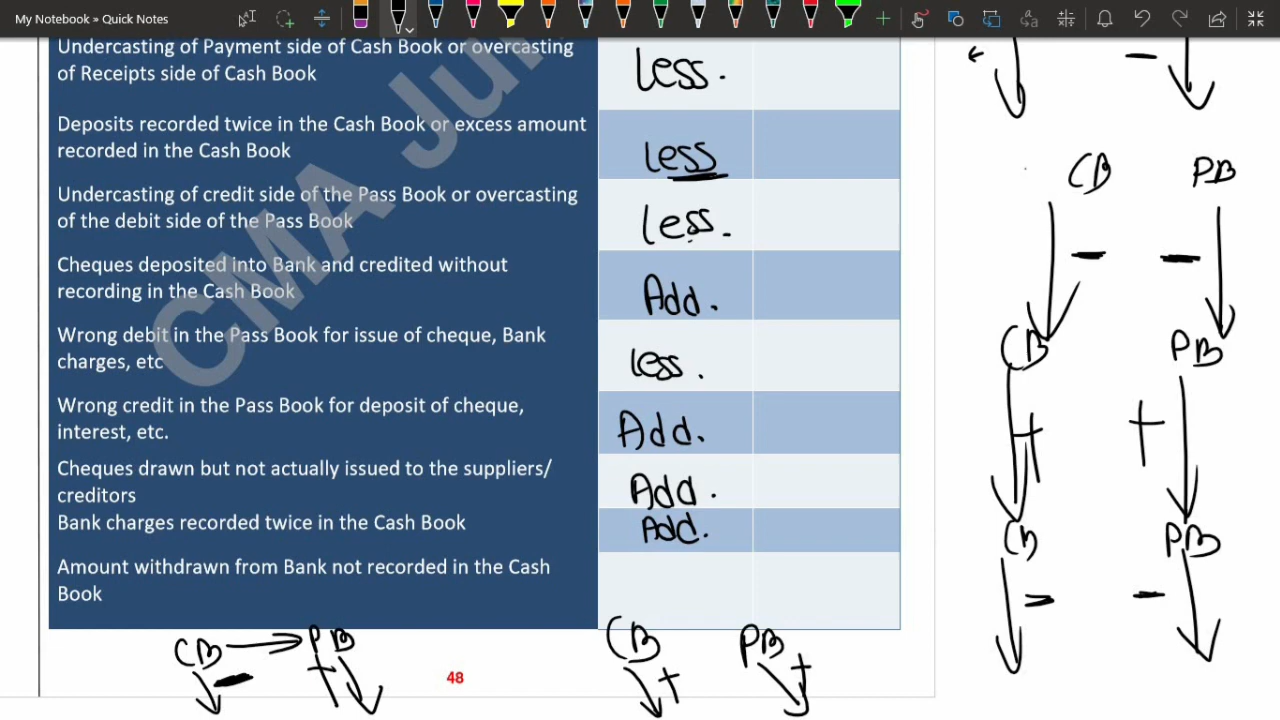 My Notebook » Quick Notes
Undercasting of Payment side of Cash Book or overcasting
of Receipts side of Cash Book
less.
Deposits recorded twice in the Cash Book or excess amount
recorded in the Cash Book
less
Undercasting of credit side of the Pass Book or overcasting
of the debit side of the Pass Book
less.
Cheques deposited into Bank and credited without
recording in the Cash Book
Add.
Wrong debit in the Pass Book for issue of cheque, Bank
charges, etc
less.
Wrong credit in the Pass Book for deposit of cheque,
interest, etc.
Add.
Cheques drawn but not actually issued to the suppliers/
creditors
Add.
Bank charges recorded twice in the Cash Book
Add.
Amount withdrawn from Bank not recorded in the Cash
Book
CB → PB
- +
CB PB
+ +
48
-
CB PB
- -
CB PB
+ +
CB PB
- -
CMA Jun